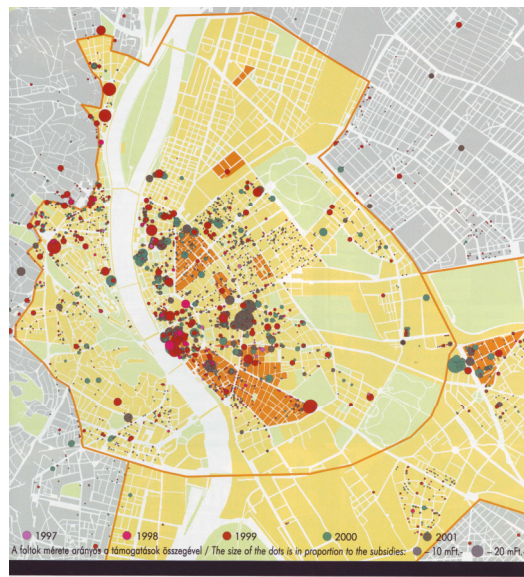 1997 1998 1999 2000 2001
A foltok mérete arányos a támogatások összegével / The size of the dots is in proportion to the subsidies: – 10 mFt.- – 20 mFt.-